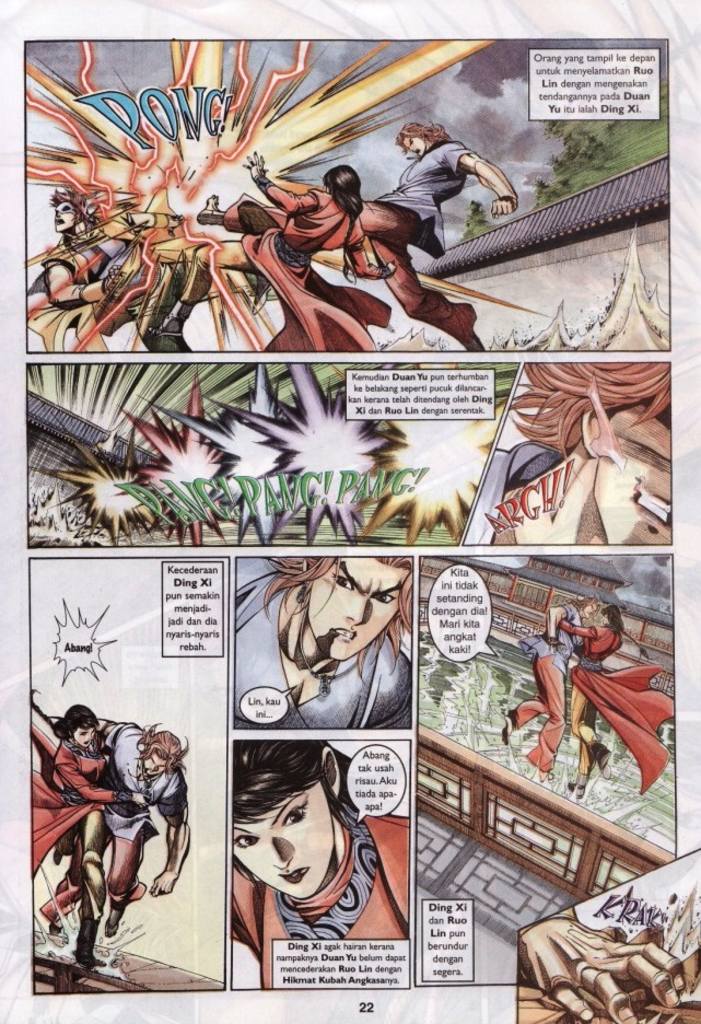 Orang yang tampil ke depan
untuk menyelamatkan Ruo
Lin dengan mengenakan
tendangannya pada Duan
Yu itu ialah Ding Xi.
PONG!
Kemudian Duan Yu pun terhumban
ke belakang seperti pucuk dilancar-
kan kerana telah ditendang oleh Ding
Xi dan Ruo Lin dengan serentak.
PANG! PANG! PANG!
ARGH!
Kecederaan
Ding Xi
pun semakin
menjadi-
jadi dan dia
nyaris-nyaris
rebah.
Abang!
Lin, kau
ini...
Abang
tak usah
risau. Aku
tiada apa-
apa!
Ding Xi agak hairan kerana
nampaknya Duan Yu belum dapat
mencederakan Ruo Lin dengan
Hikmat Kubah Angkasanya.
Kita
ini tidak
setanding
dengan dia!
Mari kita
angkat
kaki!
Ding Xi
dan Ruo
Lin pun
berundur
dengan
segera.
KRAK
22